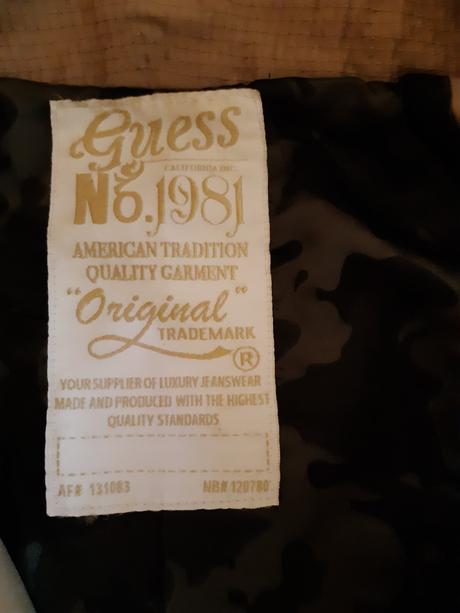 Guess
CALIFORNIA INC.
No.1981
AMERICAN TRADITION
QUALITY GARMENT
"Original"
TRADEMARK
®
YOUR SUPPLIER OF LUXURY JEANSWEAR
MADE AND PRODUCED WITH THE HIGHEST
QUALITY STANDARDS
AF# 131083 NB# 120780